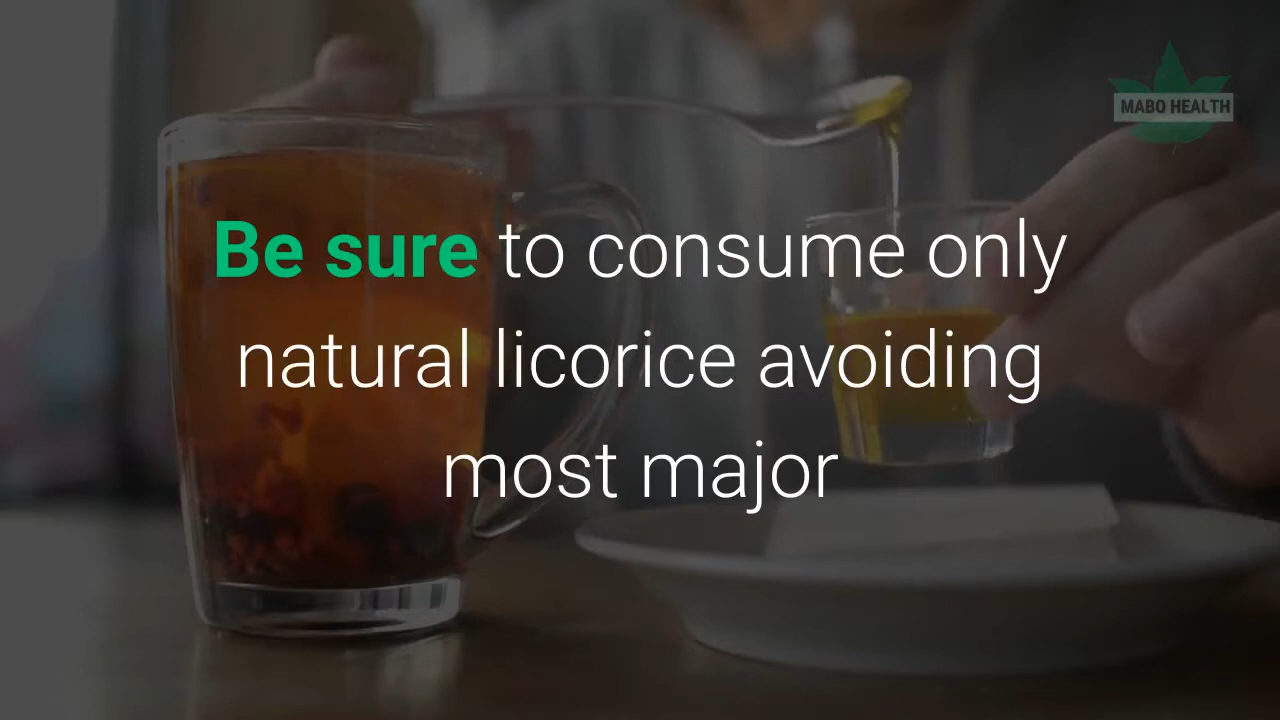 MABO HEALTH
Be sure to consume only
natural licorice avoiding
most major